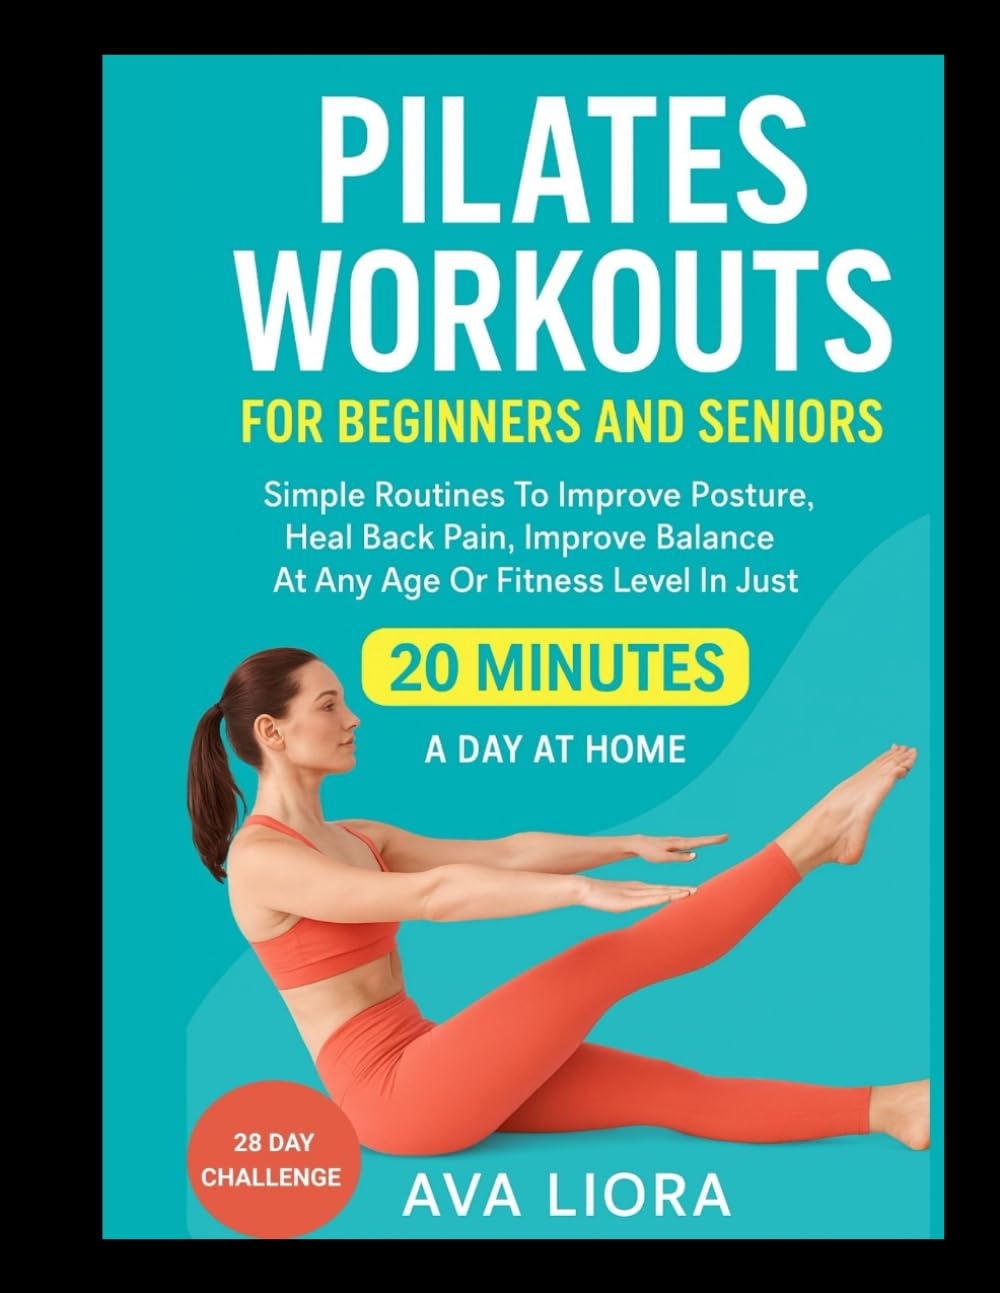 PILATES
WORKOUTS
FOR BEGINNERS AND SENIORS
Simple Routines To Improve Posture,
Heal Back Pain, Improve Balance
At Any Age Or Fitness Level In Just
20 MINUTES
A DAY AT HOME
28 DAY
CHALLENGE
AVA LIORA